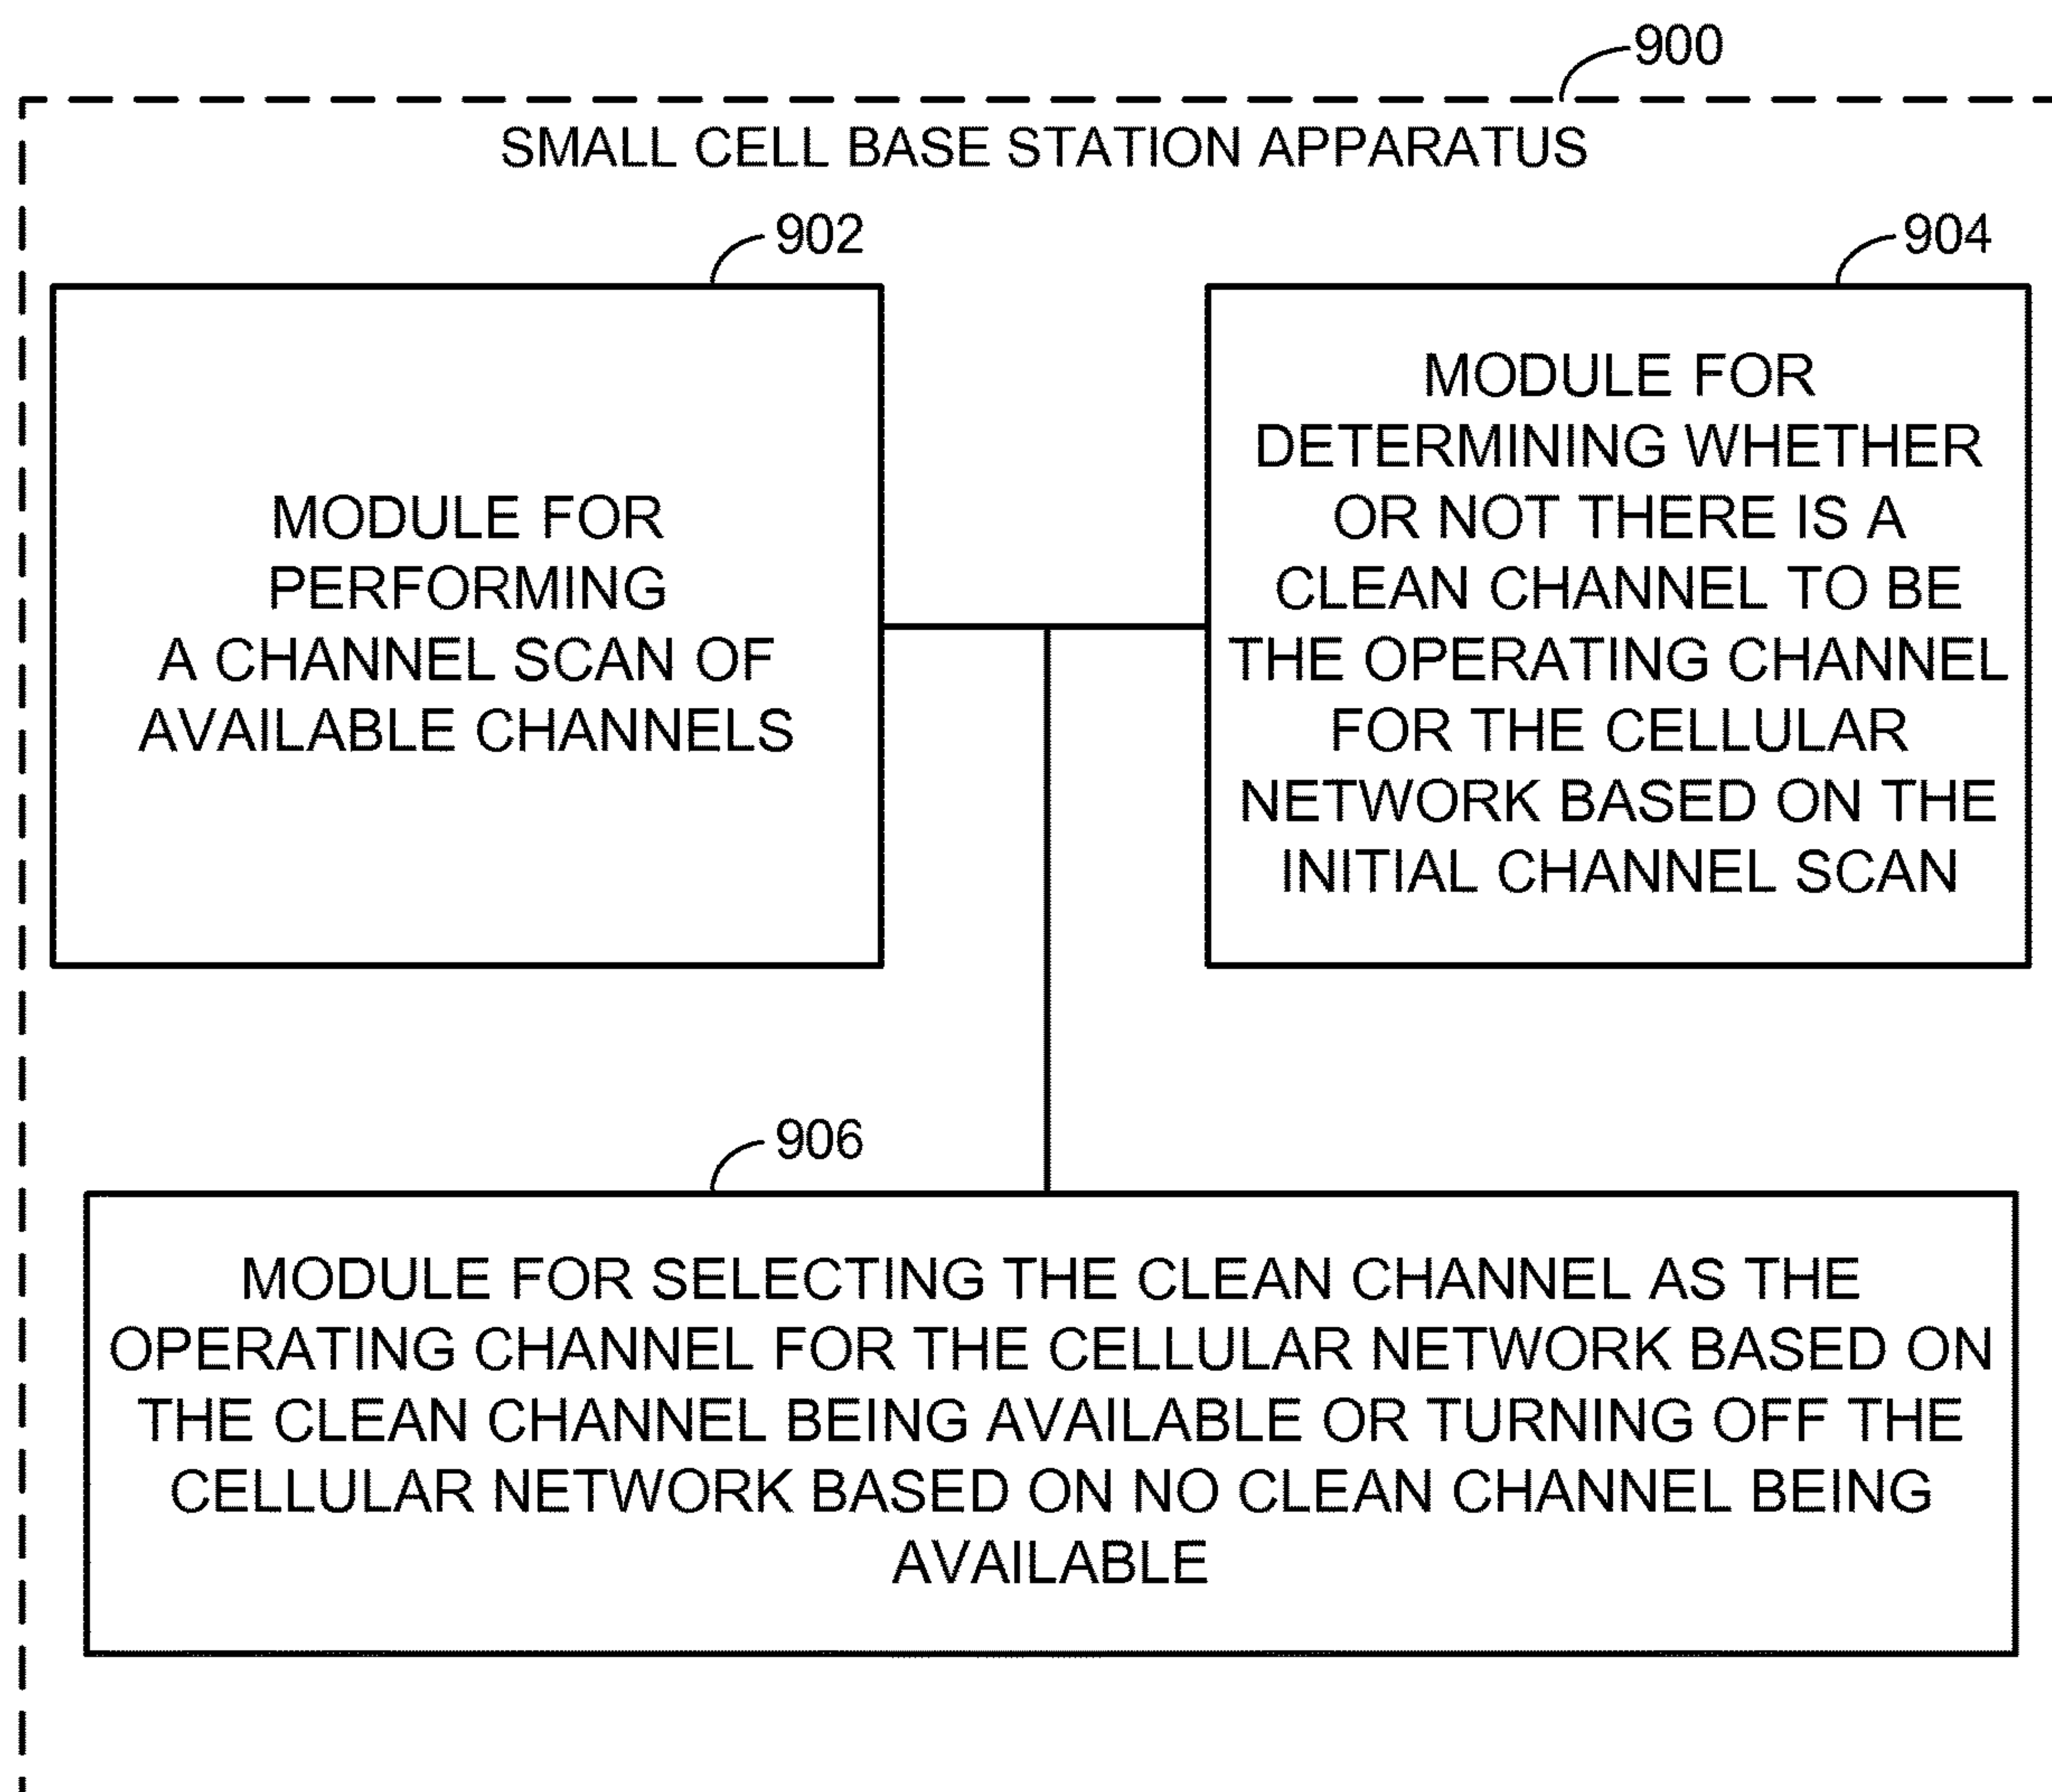 900
SMALL CELL BASE STATION APPARATUS
902
904
MODULE FOR
PERFORMING
A CHANNEL SCAN OF
AVAILABLE CHANNELS
MODULE FOR
DETERMINING WHETHER
OR NOT THERE IS A
CLEAN CHANNEL TO BE
THE OPERATING CHANNEL
FOR THE CELLULAR
NETWORK BASED ON THE
INITIAL CHANNEL SCAN
906
MODULE FOR SELECTING THE CLEAN CHANNEL AS THE
OPERATING CHANNEL FOR THE CELLULAR NETWORK BASED ON
THE CLEAN CHANNEL BEING AVAILABLE OR TURNING OFF THE
CELLULAR NETWORK BASED ON NO CLEAN CHANNEL BEING
AVAILABLE